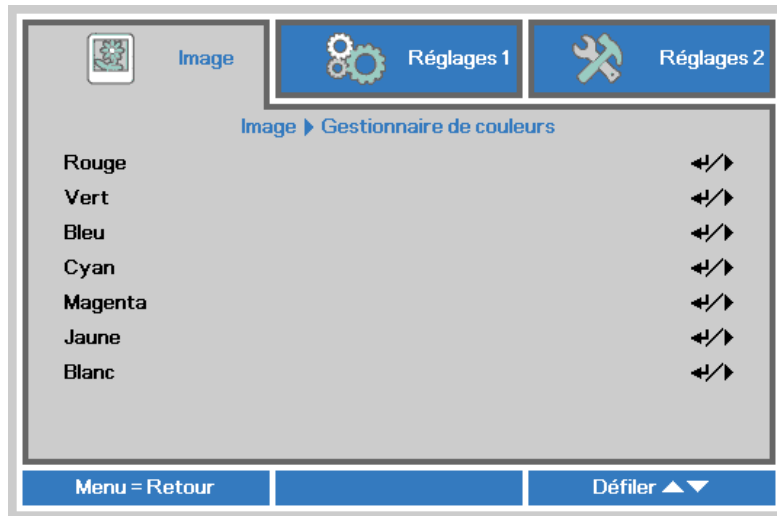 Image Réglages 1 Réglages 2
Image ▶ Gestionnaire de couleurs
Rouge ↵/▶
Vert ↵/▶
Bleu ↵/▶
Cyan ↵/▶
Magenta ↵/▶
Jaune ↵/▶
Blanc ↵/▶
Menu = Retour Défiler ▲▼